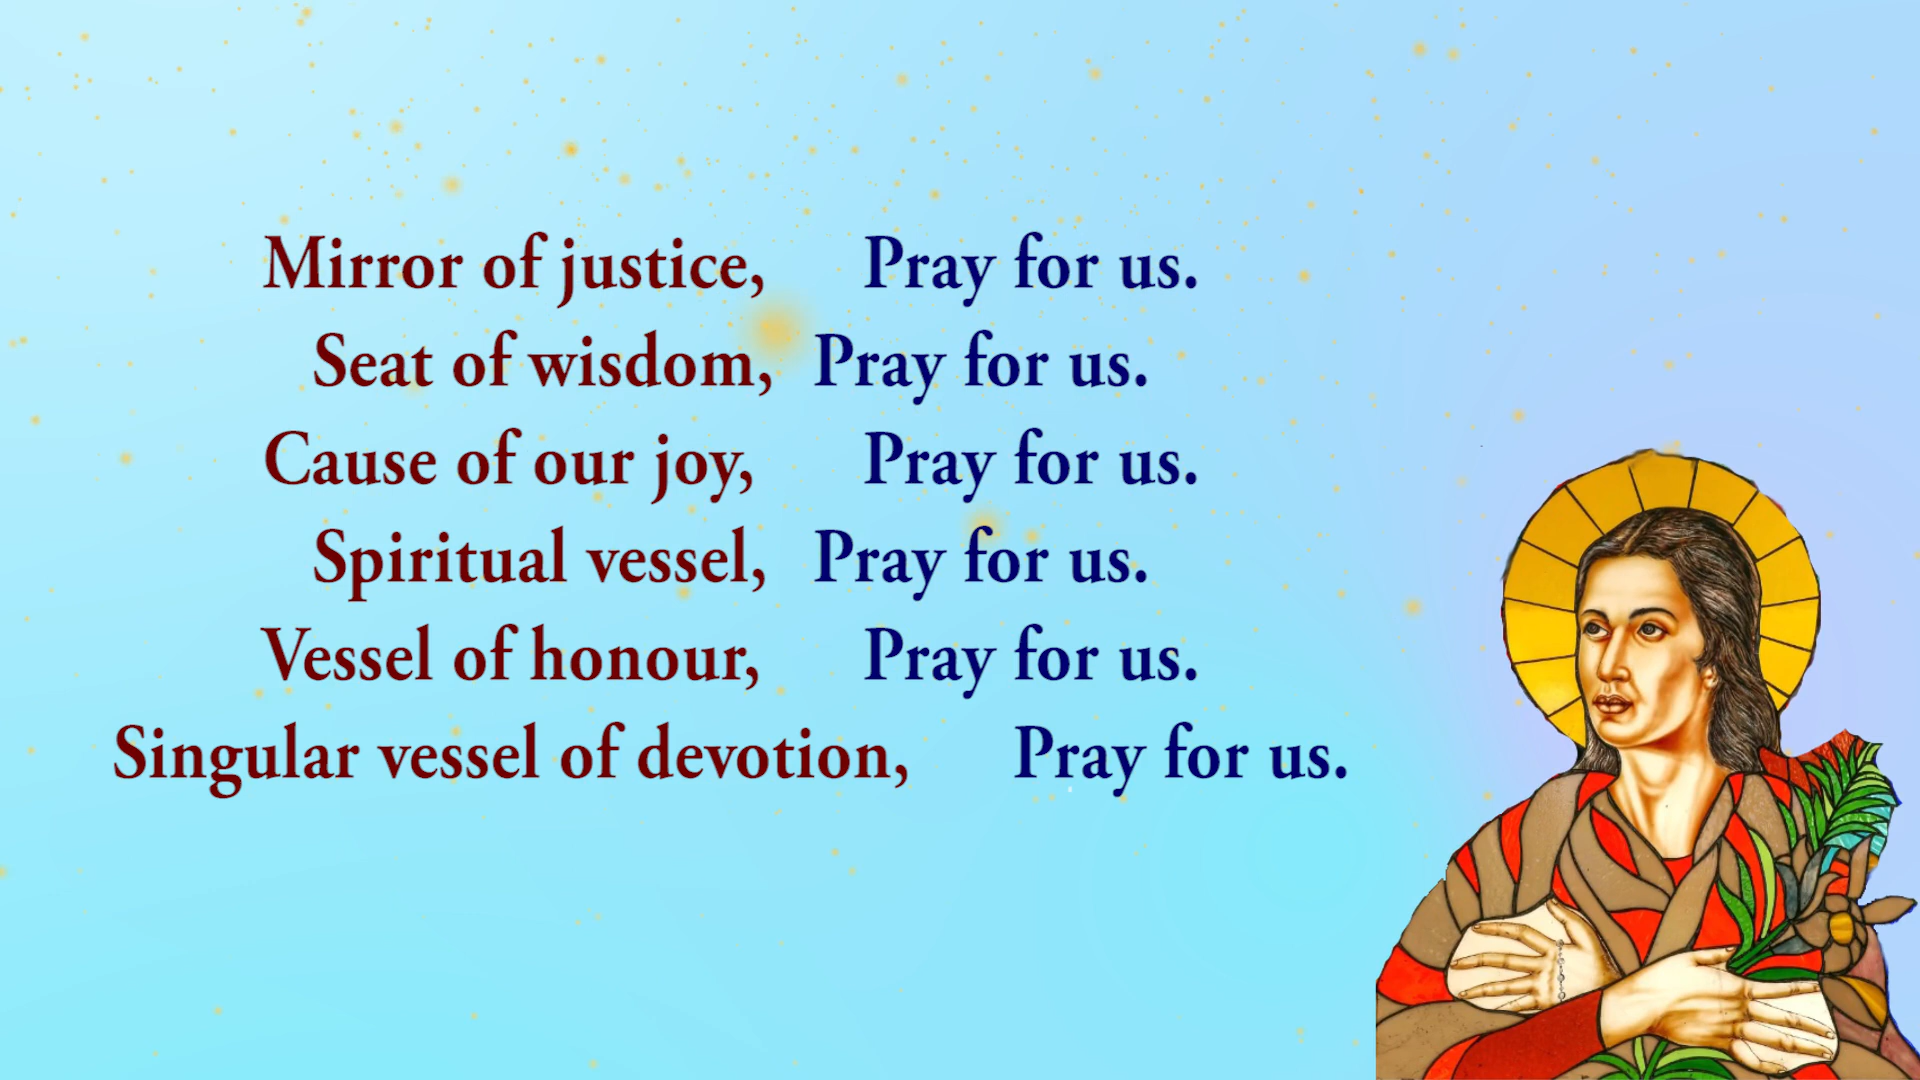 Mirror of justice, Pray for us.
Seat of wisdom, Pray for us.
Cause of our joy, Pray for us.
Spiritual vessel, Pray for us.
Vessel of honour, Pray for us.
Singular vessel of devotion, Pray for us.